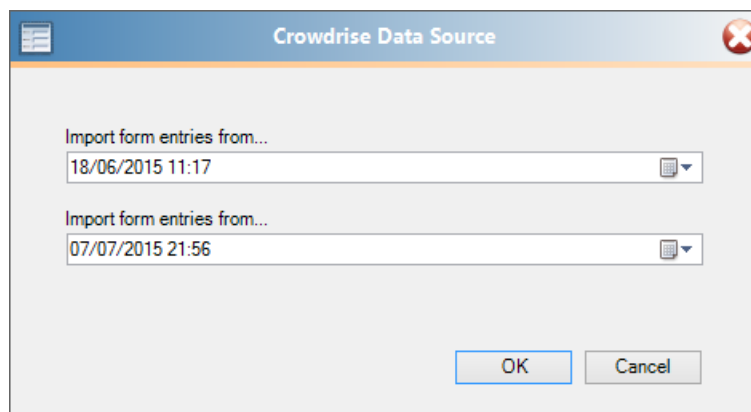 Crowdrise Data Source
Import form entries from...
18/06/2015 11:17
Import form entries from...
07/07/2015 21:56
OK Cancel